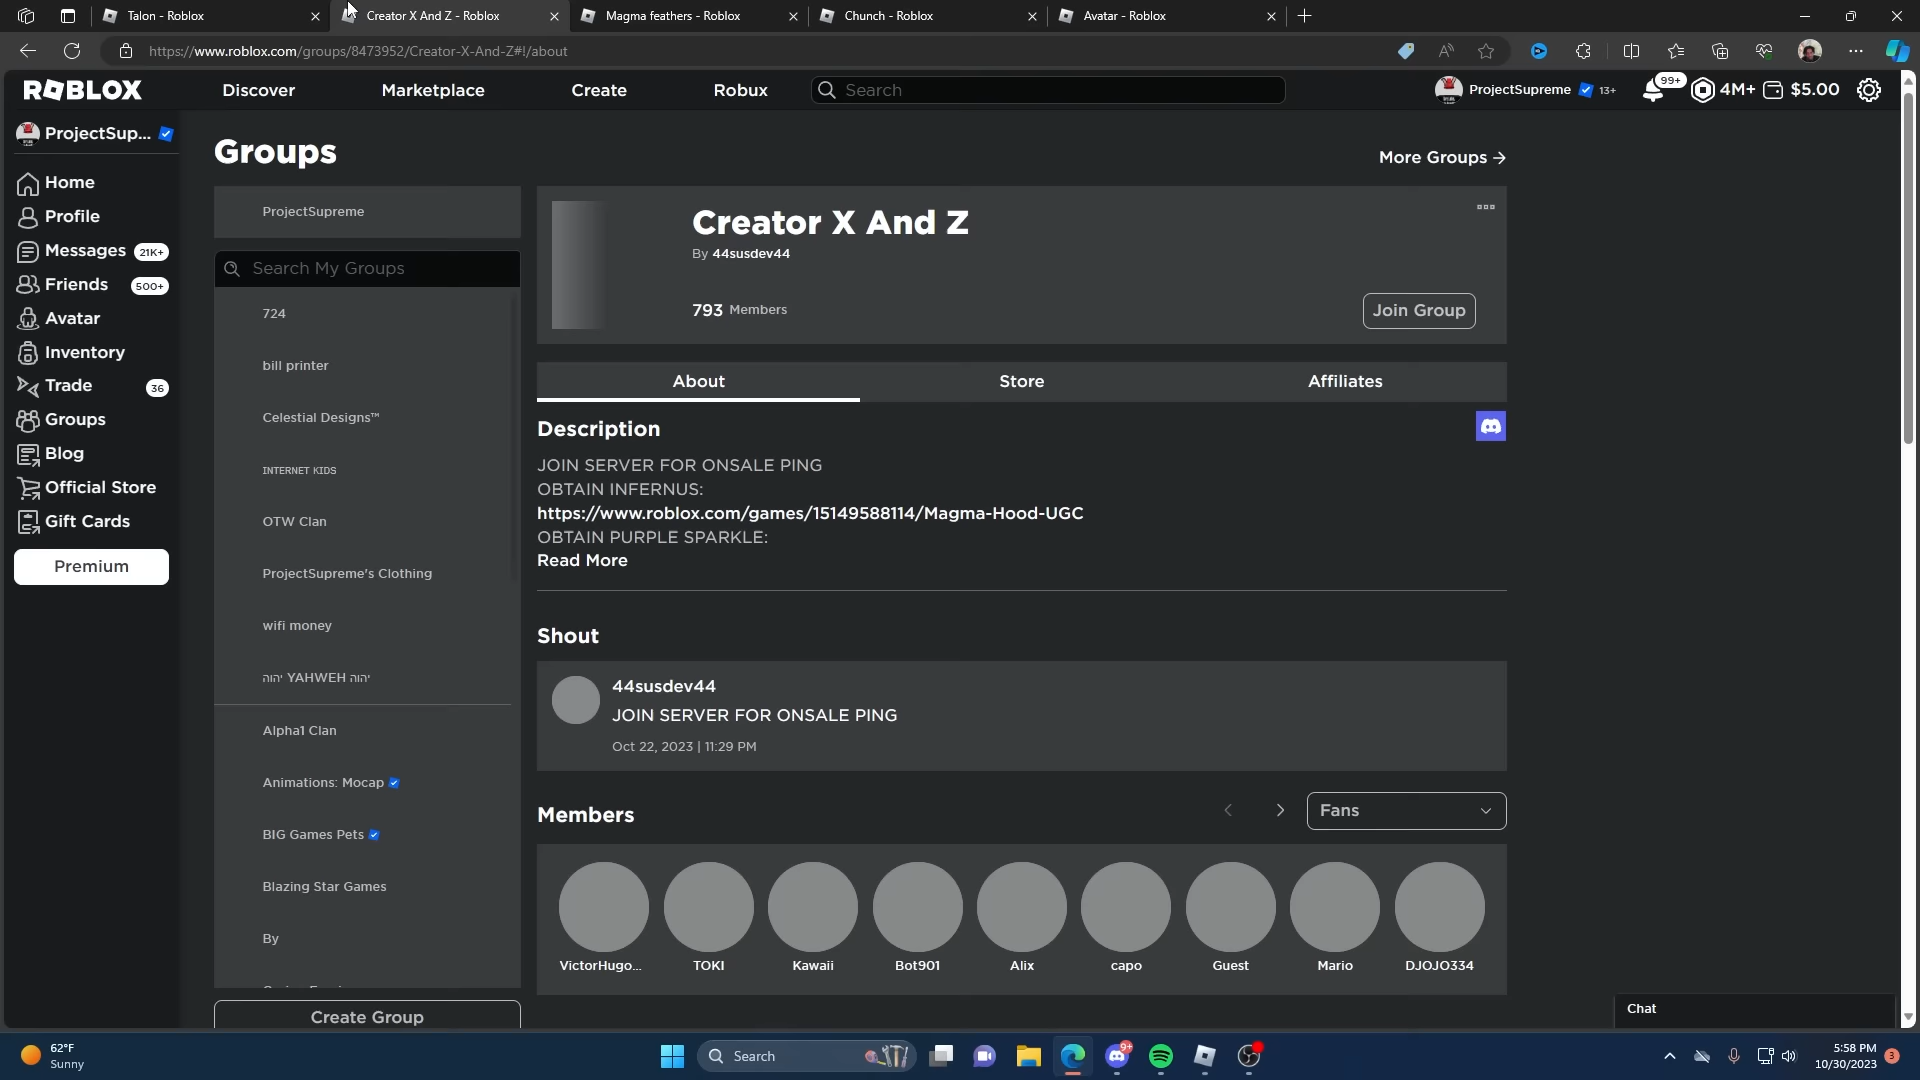 Talon - Roblox
Creator X And Z - Roblox
Magma feathers - Roblox
Chunch - Roblox
Avatar - Roblox
https://www.roblox.com/groups/8473952/Creator-X-And-Z#!/about
ROBLOX
Discover
Marketplace
Create
Robux
Search
ProjectSupreme
13+
99+
4M+
$5.00
ProjectSup...
Home
Profile
Messages
21K+
Friends
500+
Avatar
Inventory
Trade
36
Groups
Blog
Official Store
Gift Cards
Premium
Groups
More Groups →
ProjectSupreme
Search My Groups
724
bill printer
Celestial Designs™
INTERNET KIDS
OTW Clan
ProjectSupreme's Clothing
wifi money
יהוה YAHWEH יהוה
Alpha1 Clan
Animations: Mocap
BIG Games Pets
Blazing Star Games
By
Create Group
Creator X And Z
By 44susdev44
793 Members
Join Group
About
Store
Affiliates
Description
JOIN SERVER FOR ONSALE PING
OBTAIN INFERNUS:
https://www.roblox.com/games/15149588114/Magma-Hood-UGC
OBTAIN PURPLE SPARKLE:
Read More
Shout
44susdev44
JOIN SERVER FOR ONSALE PING
Oct 22, 2023 | 11:29 PM
Members
Fans
VictorHugo...
TOKI
Kawaii
Bot901
Alix
capo
Guest
Mario
DJOJO334
Chat
62°F
Sunny
Search
9+
5:58 PM
10/30/2023
3